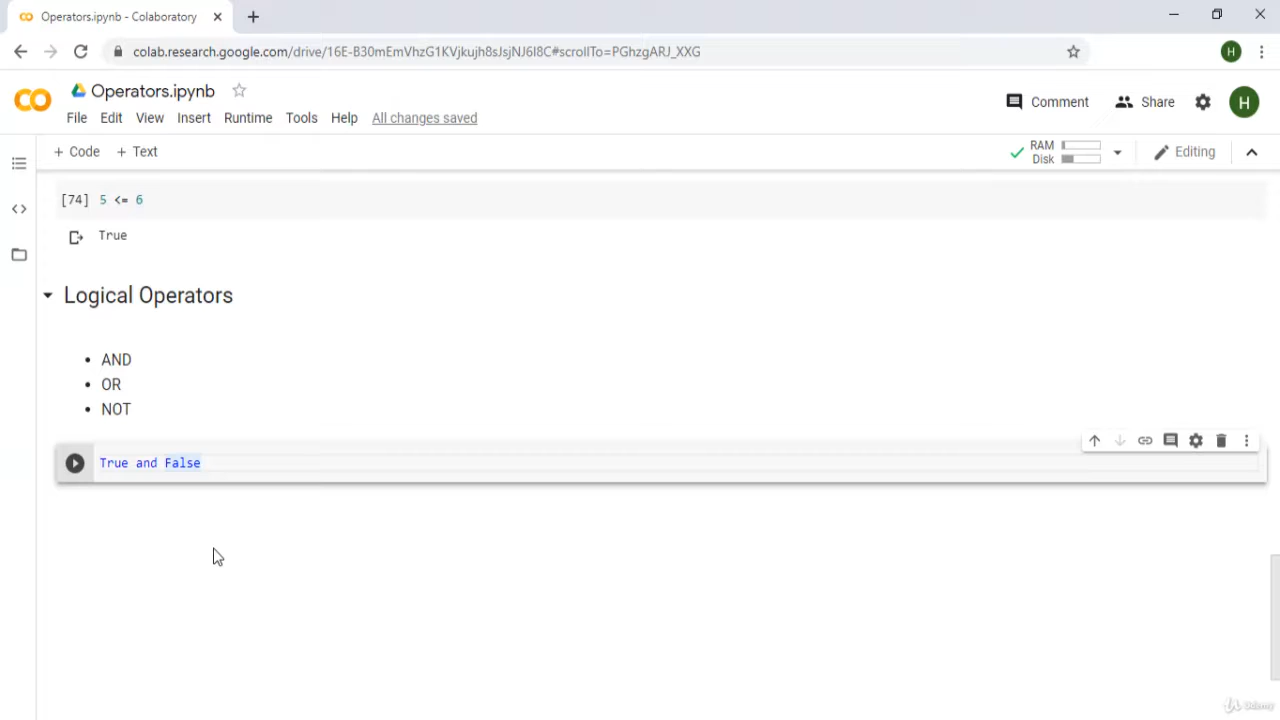 Operators.ipynb - Colaboratory
colab.research.google.com/drive/16E-B30mEmVhzG1KVjkujh8sJsjNJ6I8C#scrollTo=PGhzgARJ_XXG
H
CO Operators.ipynb
Comment Share H
File Edit View Insert Runtime Tools Help All changes saved
+ Code + Text
RAM
Disk
Editing
[74] 5 <= 6
True
Logical Operators
• AND
• OR
• NOT
True and False
Udemy